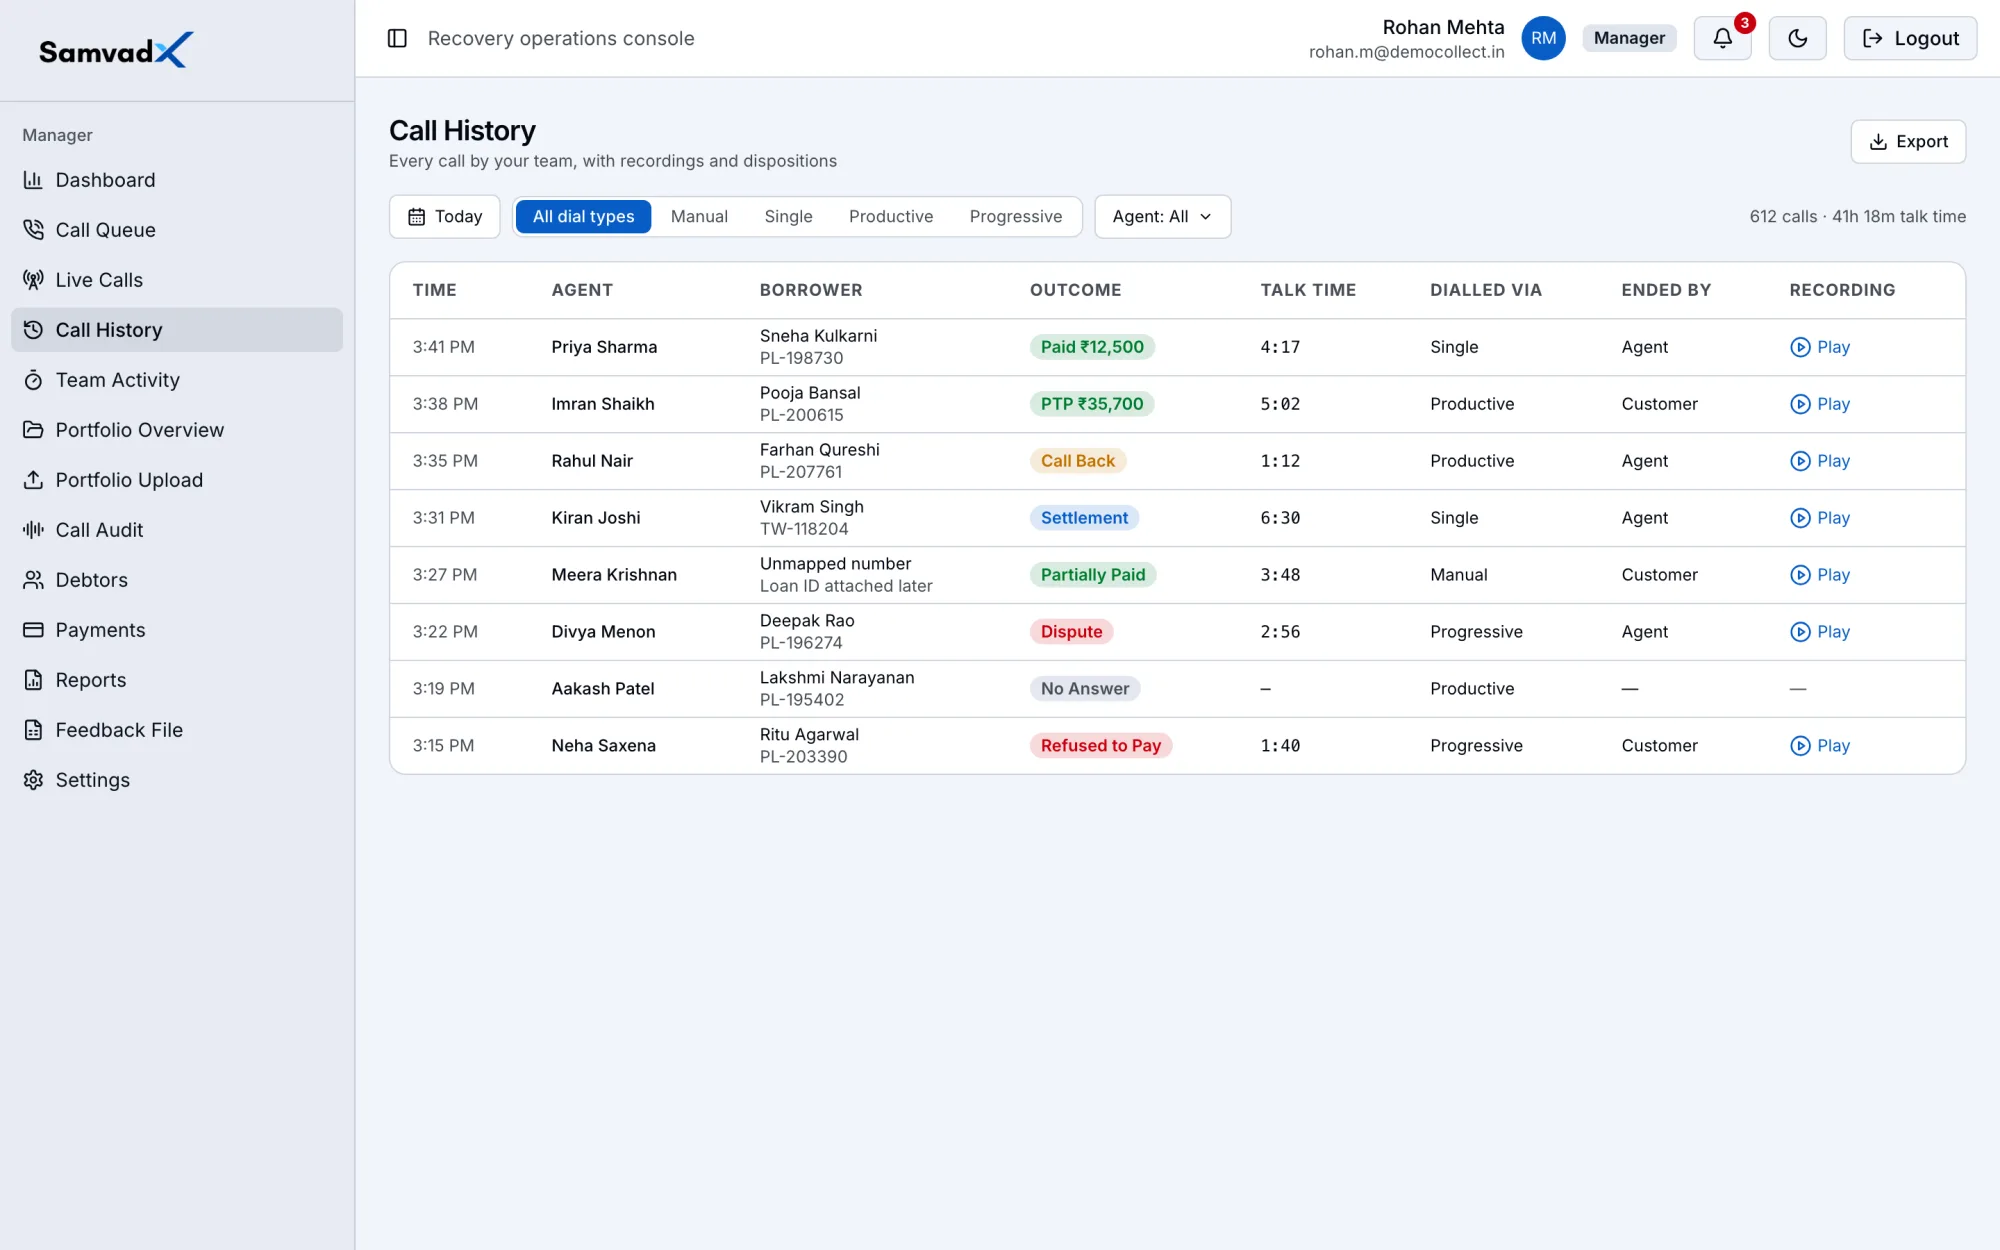 SamvadX
Recovery operations console
Rohan Mehta
rohan.m@democollect.in
RM
Manager
3
Logout
Manager
Dashboard
Call Queue
Live Calls
Call History
Team Activity
Portfolio Overview
Portfolio Upload
Call Audit
Debtors
Payments
Reports
Feedback File
Settings
Call History
Every call by your team, with recordings and dispositions
Export
Today
All dial types Manual Single Productive Progressive
Agent: All
612 calls · 41h 18m talk time
TIME AGENT BORROWER OUTCOME TALK TIME DIALLED VIA ENDED BY RECORDING
3:41 PM Priya Sharma Sneha Kulkarni Paid ₹12,500 4:17 Single Agent Play
PL-198730
3:38 PM Imran Shaikh Pooja Bansal PTP ₹35,700 5:02 Productive Customer Play
PL-200615
3:35 PM Rahul Nair Farhan Qureshi Call Back 1:12 Productive Agent Play
PL-207761
3:31 PM Kiran Joshi Vikram Singh Settlement 6:30 Single Agent Play
TW-118204
3:27 PM Meera Krishnan Unmapped number Partially Paid 3:48 Manual Customer Play
Loan ID attached later
3:22 PM Divya Menon Deepak Rao Dispute 2:56 Progressive Agent Play
PL-196274
3:19 PM Aakash Patel Lakshmi Narayanan No Answer – Productive — —
PL-195402
3:15 PM Neha Saxena Ritu Agarwal Refused to Pay 1:40 Progressive Customer Play
PL-203390